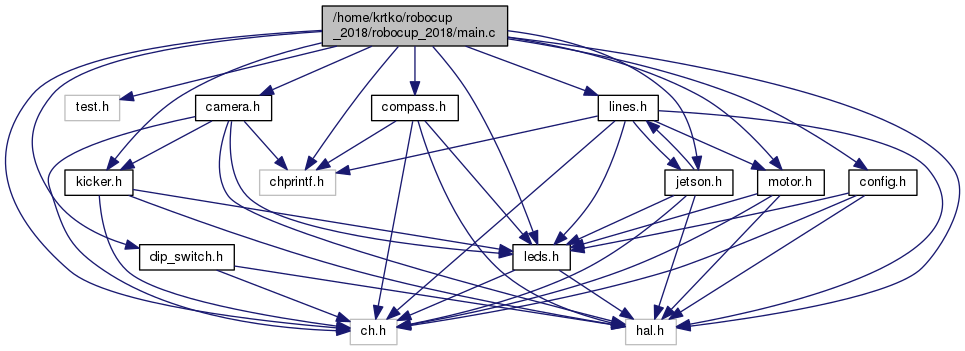 /home/krtko/robocup
_2018/robocup_2018/main.c
test.h
camera.h
compass.h
lines.h
kicker.h
chprintf.h
jetson.h
motor.h
config.h
dip_switch.h
leds.h
ch.h
hal.h